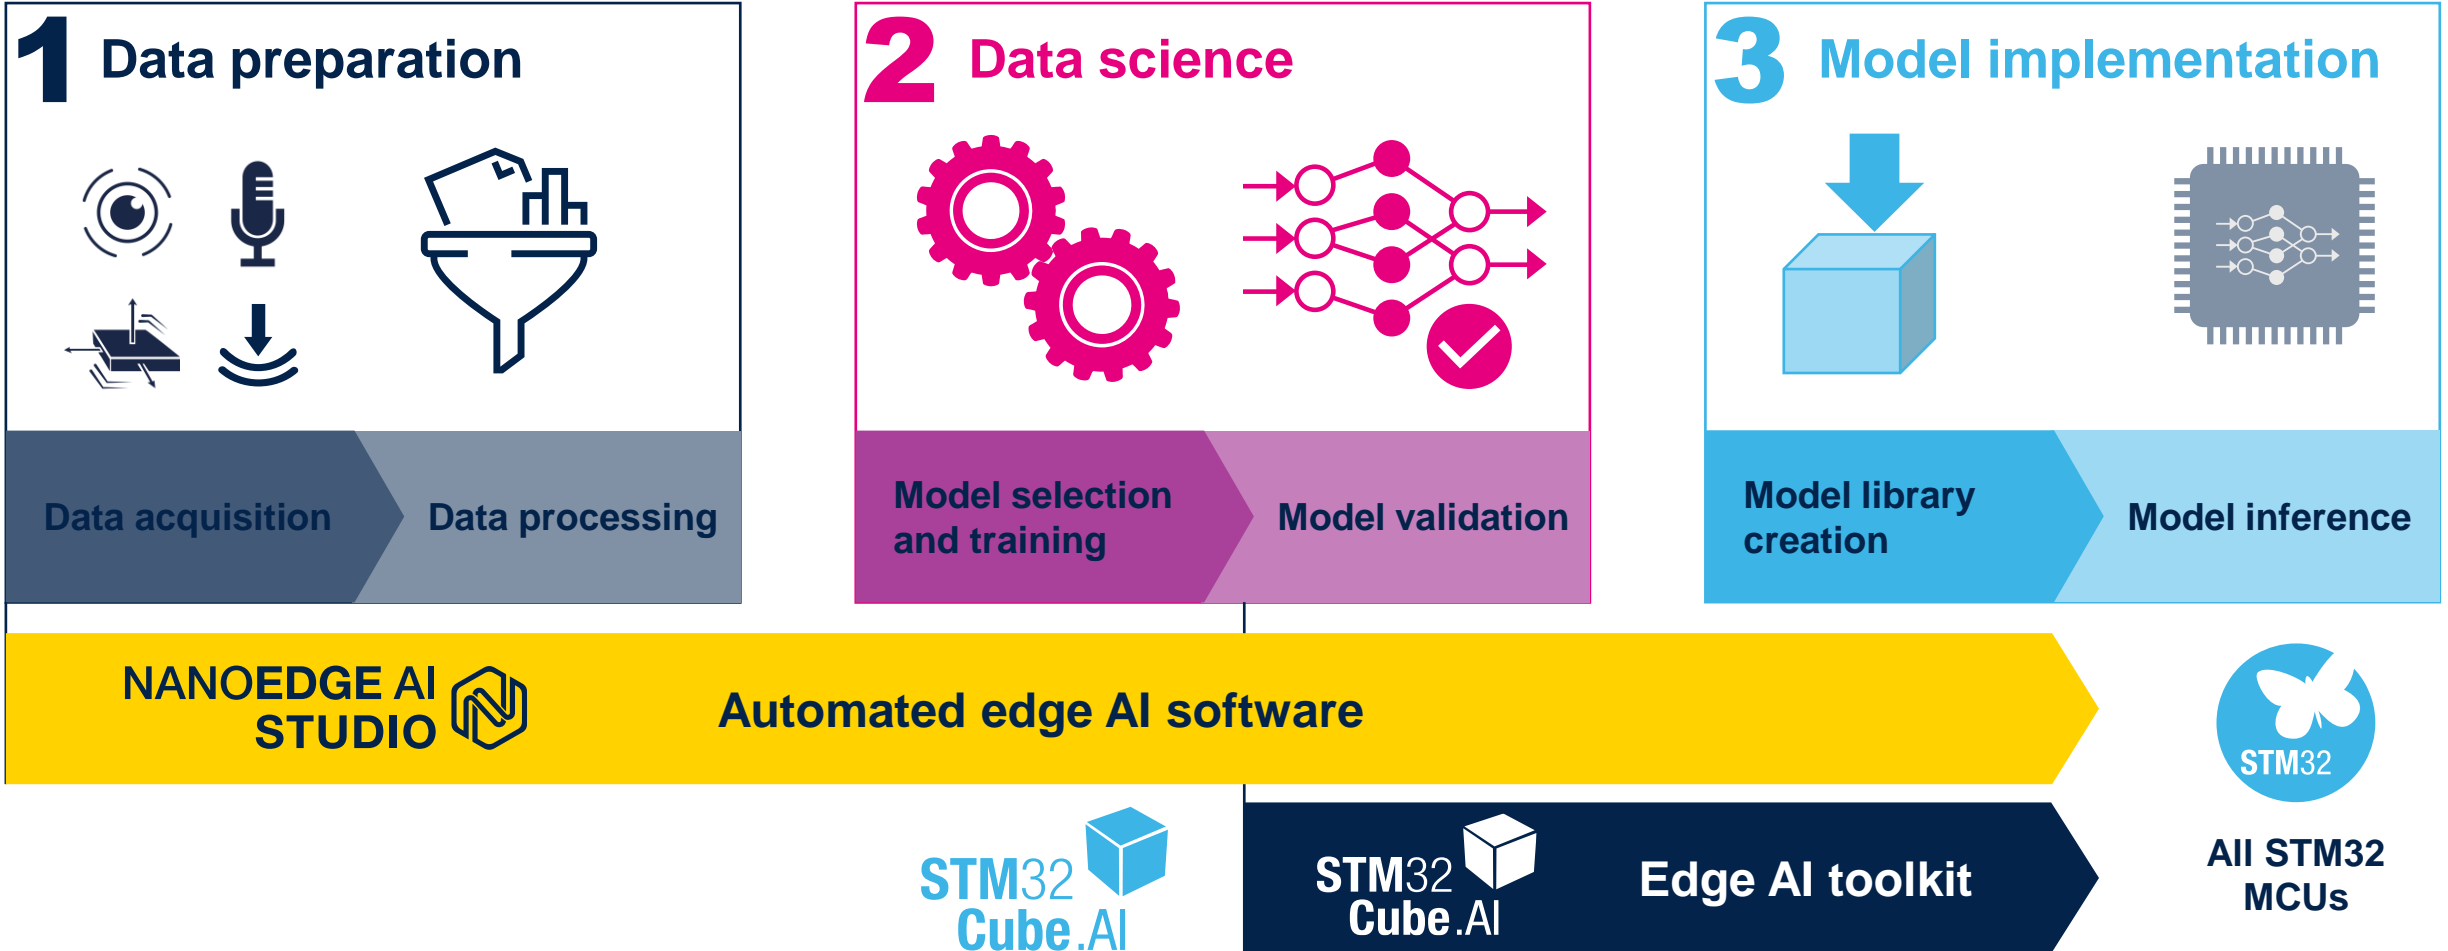 1 Data preparation
2 Data science
3 Model implementation
Data acquisition
Data processing
Model selection
and training
Model validation
Model library
creation
Model inference
NANOEDGE AI
STUDIO
Automated edge AI software
STM32
STM32
Cube.AI
STM32
Cube.AI
Edge AI toolkit
All STM32
MCUs